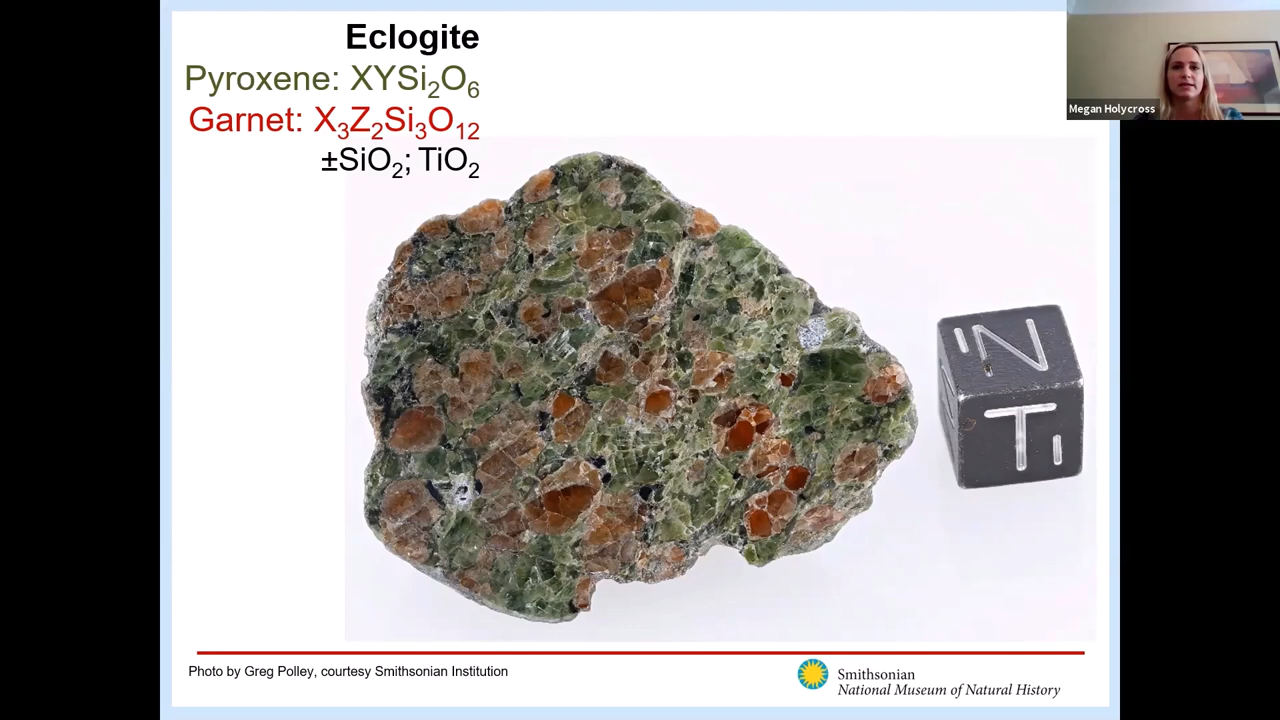 Eclogite
Pyroxene: XYSi₂O₆
Garnet: X₃Z₂Si₃O₁₂
±SiO₂; TiO₂
Megan Holycross
N
T
Photo by Greg Polley, courtesy Smithsonian Institution
Smithsonian
National Museum of Natural History